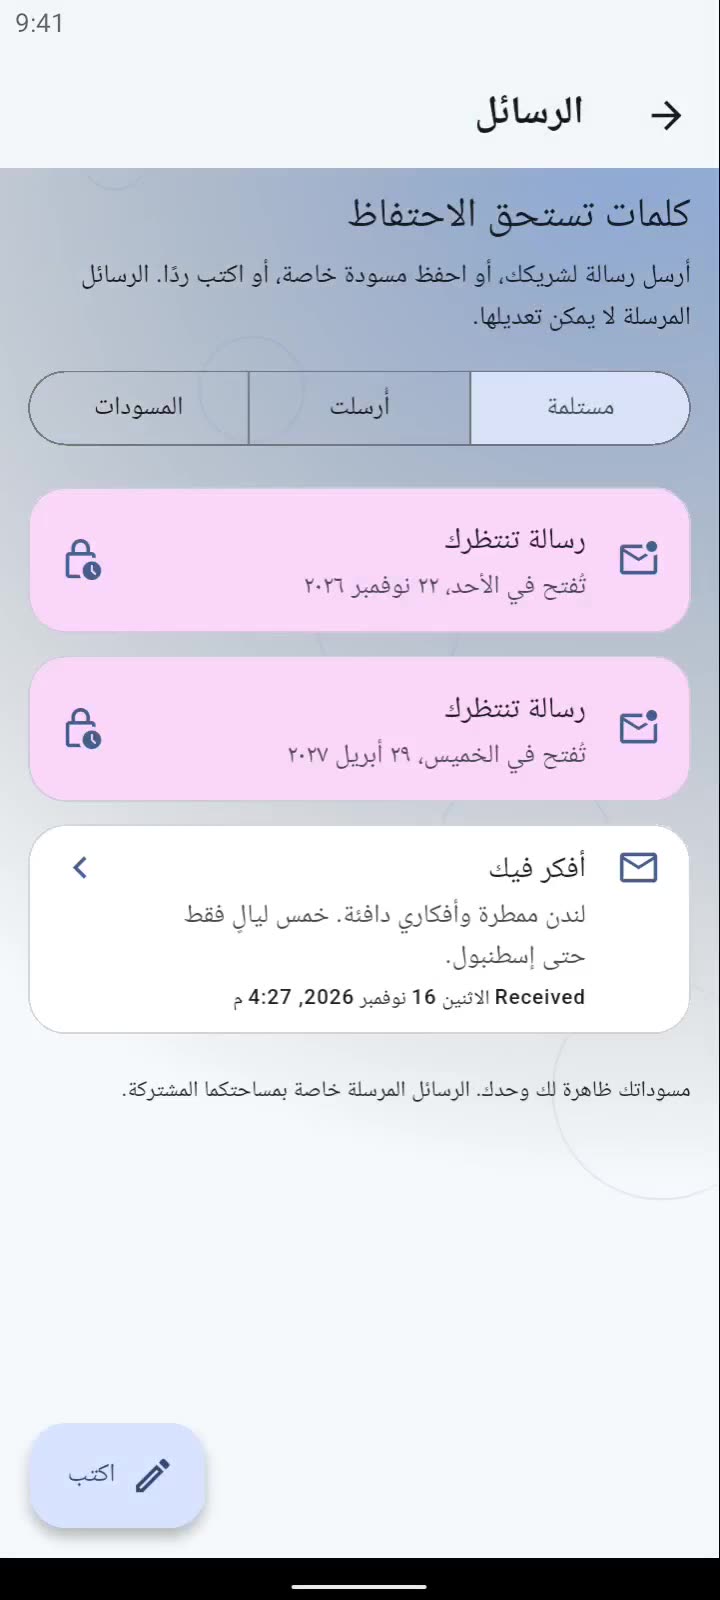 9:41
الرسائل
كلمات تستحق الاحتفاظ
أرسل رسالة لشريكك، أو احفظ مسودة خاصة، أو اكتب ردًا. الرسائل
المرسلة لا يمكن تعديلها.
مستلمة
أرسلت
المسودات
رسالة تنتظرك
تُفتح في الأحد، ٢٢ نوفمبر ٢٠٢٦
رسالة تنتظرك
تُفتح في الخميس، ٢٩ أبريل ٢٠٢٧
أفكر فيك
لندن ممطرة وأفكاري دافئة. خمس ليالٍ فقط
حتى إسطنبول.
Received الاثنين 16 نوفمبر 2026, 4:27 م
مسوداتك ظاهرة لك وحدك. الرسائل المرسلة خاصة بمساحتكما المشتركة.
اكتب